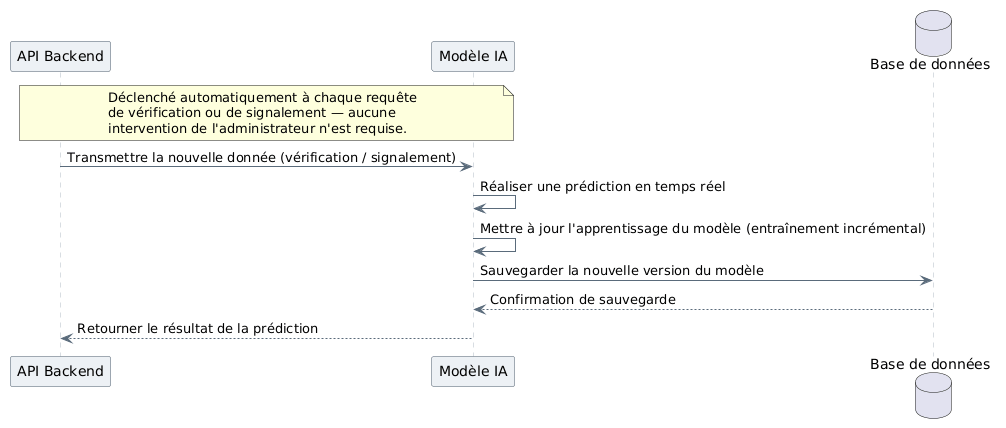 API Backend
Modèle IA
Base de données
Déclenché automatiquement à chaque requête
de vérification ou de signalement — aucune
intervention de l'administrateur n'est requise.
Transmettre la nouvelle donnée (vérification / signalement)
Réaliser une prédiction en temps réel
Mettre à jour l'apprentissage du modèle (entraînement incrémental)
Sauvegarder la nouvelle version du modèle
Confirmation de sauvegarde
Retourner le résultat de la prédiction
API Backend
Modèle IA
Base de données